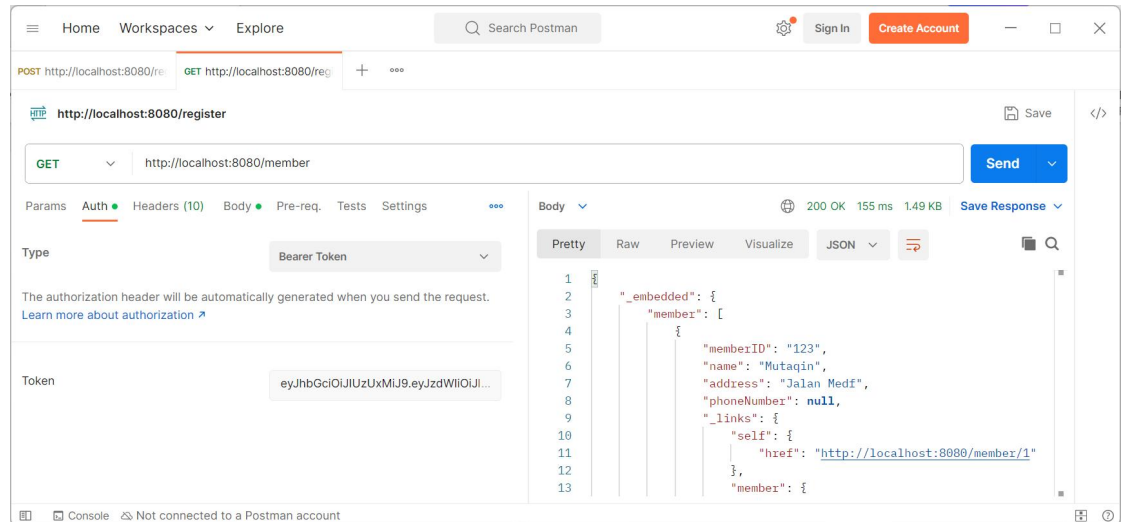 Home Workspaces Explore Search Postman Sign In Create Account
POST http://localhost:8080/re GET http://localhost:8080/reg
HTTP http://localhost:8080/register Save </>
GET http://localhost:8080/member Send
Params Auth Headers (10) Body Pre-req. Tests Settings
Body 200 OK 155 ms 1.49 KB Save Response
Type Bearer Token
The authorization header will be automatically generated when you send the request.
Learn more about authorization ↗
Token eyJhbGciOiJIUzUxMiJ9.eyJzdWIiOiJl...
Pretty Raw Preview Visualize JSON
1 {
2 "_embedded": {
3 "member": [
4 {
5 "memberID": "123",
6 "name": "Mutaqin",
7 "address": "Jalan Medf",
8 "phoneNumber": null,
9 "_links": {
10 "self": {
11 "href": "http://localhost:8080/member/1"
12 },
13 "member": {
Console Not connected to a Postman account